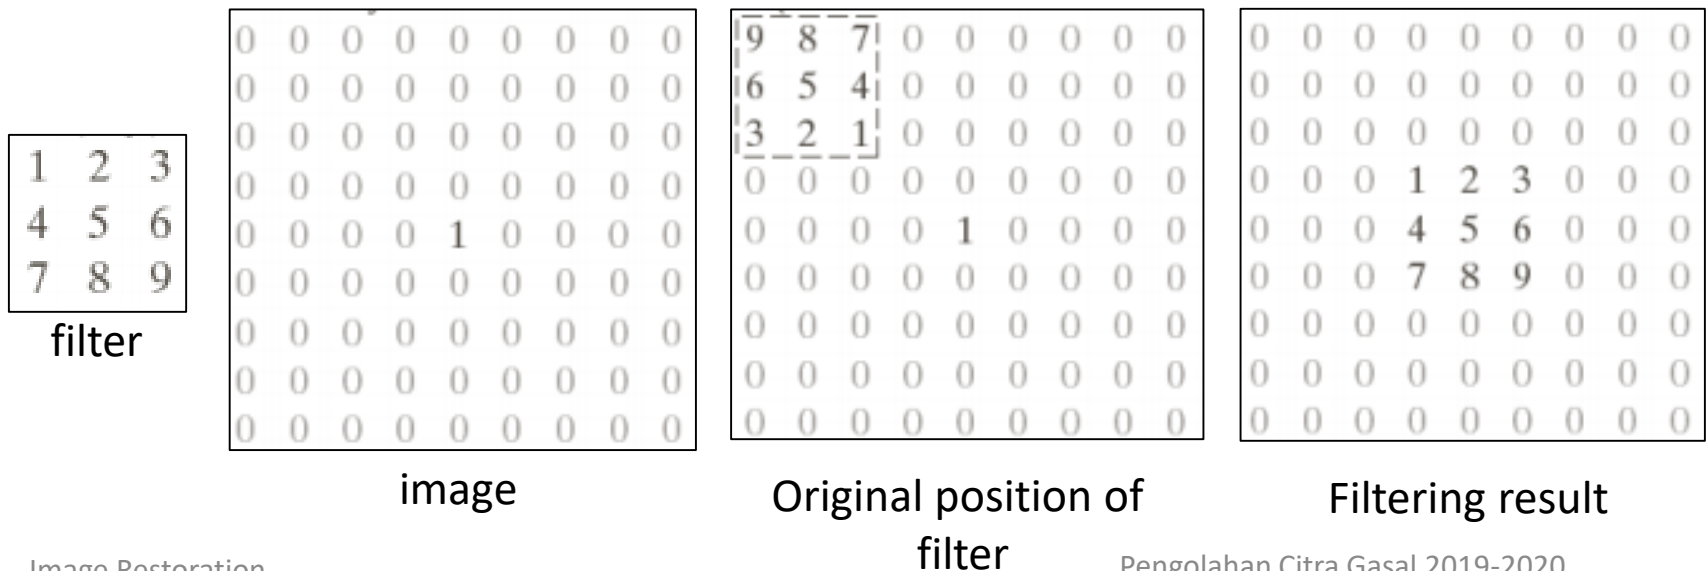 1 2 3
4 5 6
7 8 9
filter
0 0 0 0 0 0 0 0 0
0 0 0 0 0 0 0 0 0
0 0 0 0 0 0 0 0 0
0 0 0 0 0 0 0 0 0
0 0 0 0 1 0 0 0 0
0 0 0 0 0 0 0 0 0
0 0 0 0 0 0 0 0 0
0 0 0 0 0 0 0 0 0
0 0 0 0 0 0 0 0 0
image
9 8 7 0 0 0 0 0 0
6 5 4 0 0 0 0 0 0
3 2 1 0 0 0 0 0 0
0 0 0 0 0 0 0 0 0
0 0 0 0 1 0 0 0 0
0 0 0 0 0 0 0 0 0
0 0 0 0 0 0 0 0 0
0 0 0 0 0 0 0 0 0
0 0 0 0 0 0 0 0 0
Original position of
filter
0 0 0 0 0 0 0 0 0
0 0 0 0 0 0 0 0 0
0 0 0 0 0 0 0 0 0
0 0 0 1 2 3 0 0 0
0 0 0 4 5 6 0 0 0
0 0 0 7 8 9 0 0 0
0 0 0 0 0 0 0 0 0
0 0 0 0 0 0 0 0 0
0 0 0 0 0 0 0 0 0
Filtering result
Image Restoration
Pengolahan Citra Gasal 2019-2020